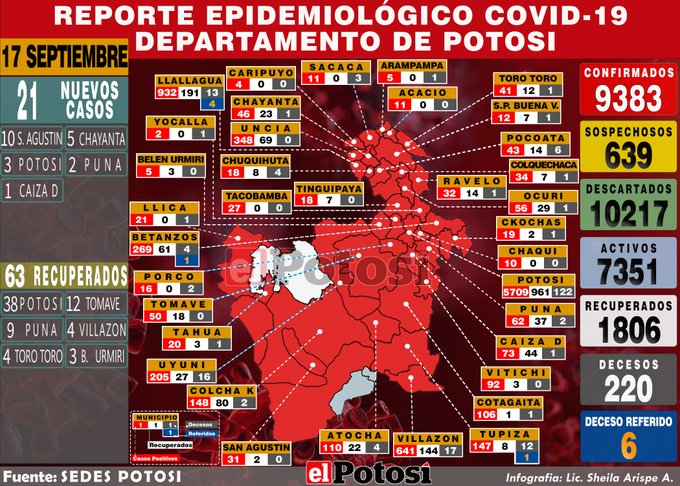 REPORTE EPIDEMIOLÓGICO COVID-19
DEPARTAMENTO DE POTOSI
17 SEPTIEMBRE
21 NUEVOS CASOS
10 S. AGUSTIN 5 CHAYANTA
3 POTOSI 2 PUNA
1 CAIZA D
63 RECUPERADOS
38 POTOSI 12 TOMAVE
9 PUNA 4 VILLAZON
4 TORO TORO 3 B. URMIRI
SACACA
11 0 3
ARAMPAMPA
5 0 1
CARIPUYO
4 0 0
LLALLAGUA
932 191 13
4
ACACIO
11 0 0
TORO TORO
41 12 1
CHAYANTA
46 23 1
S.P. BUENA V.
12 7 1
YOCALLA
2 0 1
UNCIA
348 69 0
POCOATA
43 14 6
BELEN URMIRI
5 3 0
CHUQUIHUTA
18 8 4
COLQUECHACA
34 7 1
TINGUIPAYA
18 7 0
RAVELO
32 14 1
TACOBAMBA
27 0 0
OCURI
56 29 1
LLICA
21 0 1
CKOCHAS
19 2 1
BETANZOS
269 61 4
1
CHAQUI
10 0 0
PORCO
16 0 2
POTOSI
5709 961 122
TOMAVE
50 18 0
PUNA
62 37 2
TAHUA
20 3 1
CAIZA D
73 44 1
UYUNI
205 27 16
VITICHI
92 3 0
COLCHA K
148 80 2
COTAGAITA
106 1 1
SAN AGUSTIN
31 2 0
ATOCHA
110 22 4
VILLAZON
641 144 17
TUPIZA
147 8 12
1
el Potosí
MUNICIPIO
1 1 1
1
Decesos
Referidos
Recuperados
Casos Positivos
CONFIRMADOS
9383
SOSPECHOSOS
639
DESCARTADOS
10217
ACTIVOS
7351
RECUPERADOS
1806
DECESOS
220
DECESO REFERIDO
6
Fuente: SEDES POTOSI
el Potosí
Infografia: Lic. Sheila Arispe A.